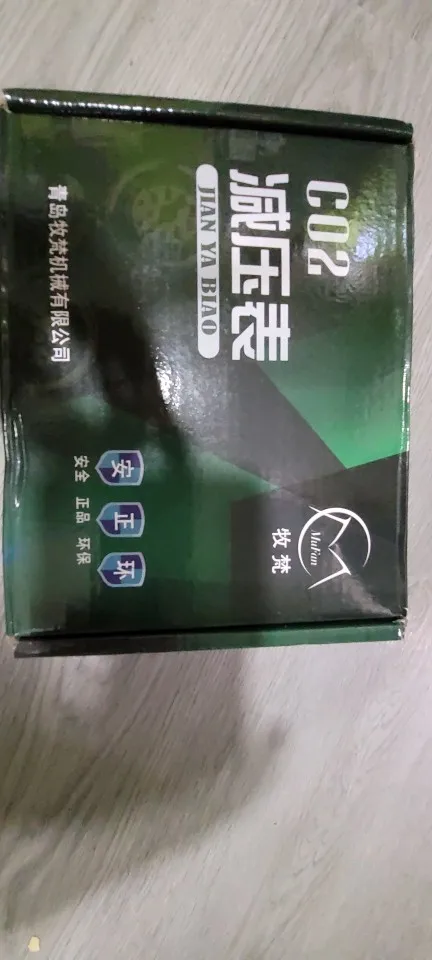 CO2
减压表
JIAN YA BIAO
青岛牧梵机械有限公司
MuFan
牧梵
安 正 环
安全 正品 环保